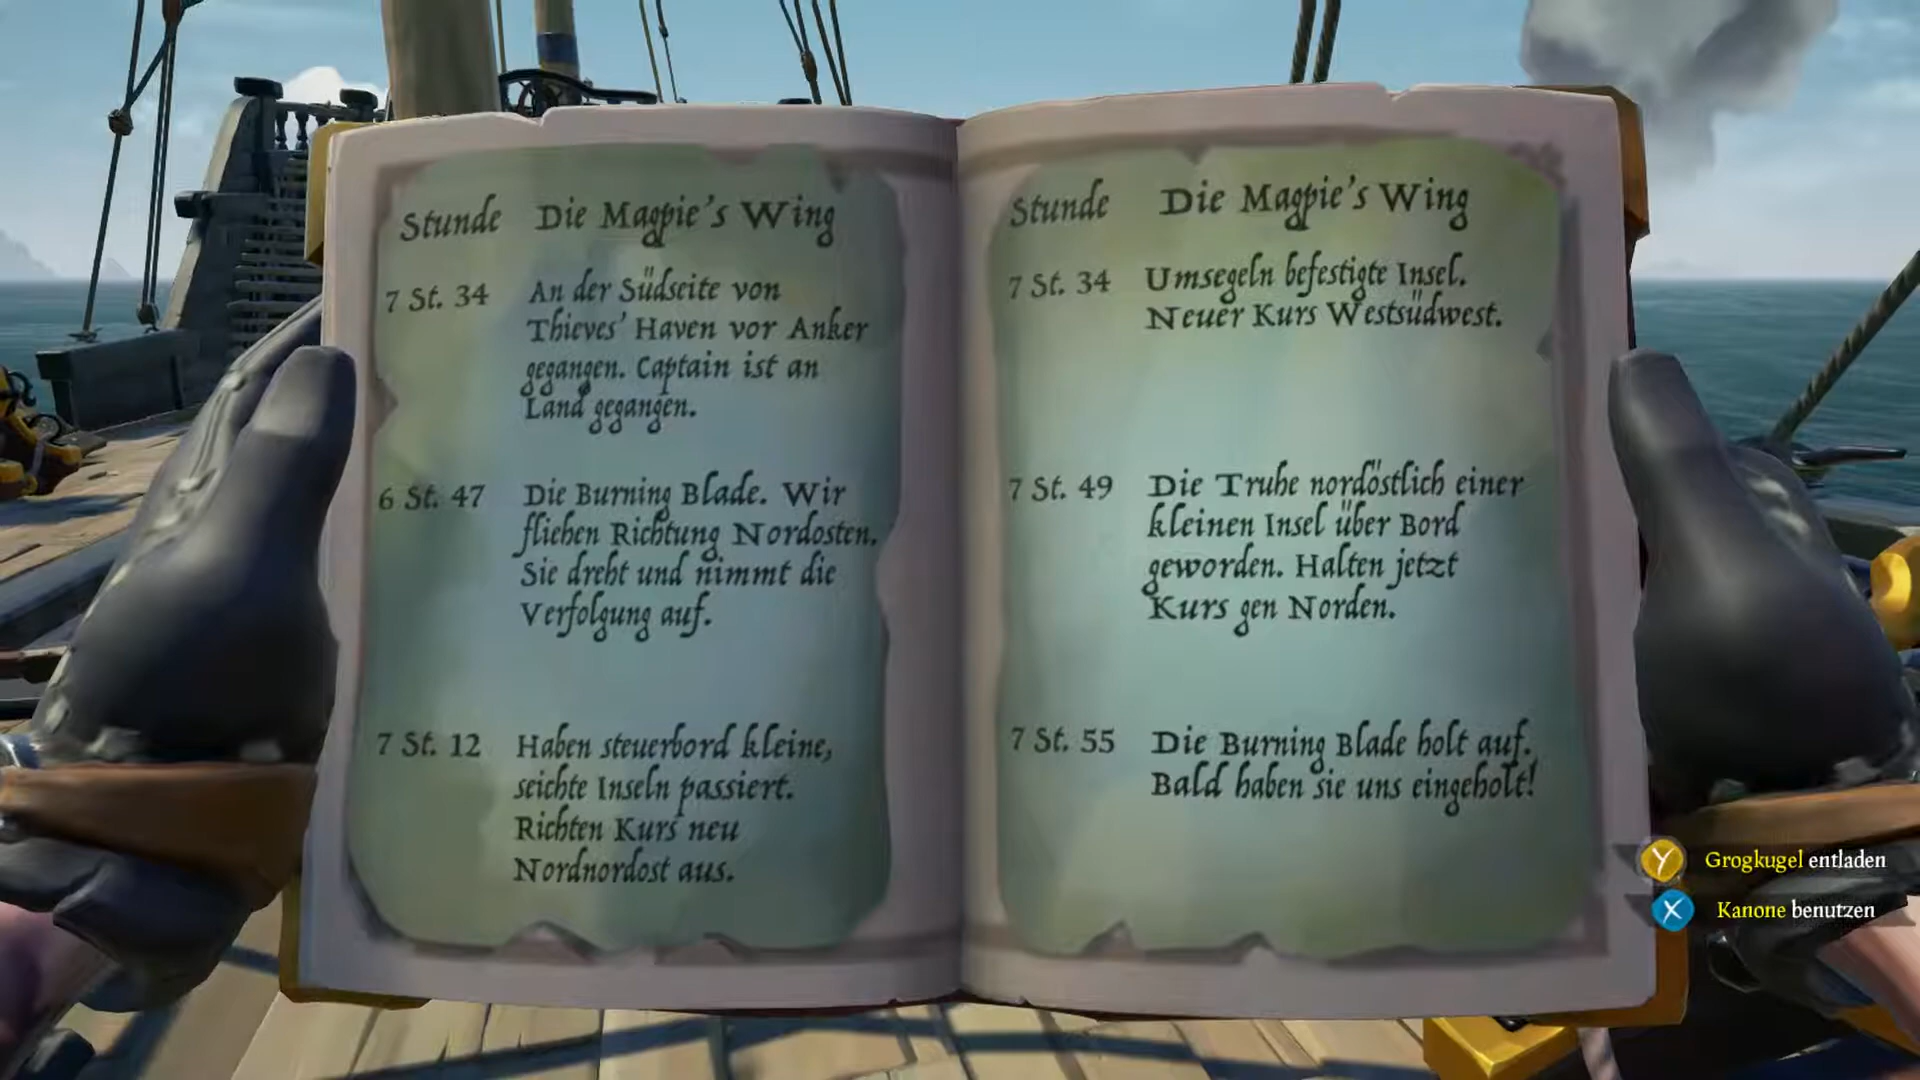 Stunde Die Magpie's Wing
7 St. 34 An der Südseite von
Thieves' Haven vor Anker
gegangen. Captain ist an
Land gegangen.
6 St. 47 Die Burning Blade. Wir
fliehen Richtung Nordosten.
Sie dreht und nimmt die
Verfolgung auf.
7 St. 12 Haben steuerbord kleine,
seichte Inseln passiert.
Richten Kurs neu
Nordnordost aus.
Stunde Die Magpie's Wing
7 St. 34 Umsegeln befestigte Insel.
Neuer Kurs Westsüdwest.
7 St. 49 Die Truhe nordöstlich einer
kleinen Insel über Bord
geworden. Halten jetzt
Kurs gen Norden.
7 St. 55 Die Burning Blade holt auf.
Bald haben sie uns eingeholt!
Y Grogkugel entladen
X Kanone benutzen